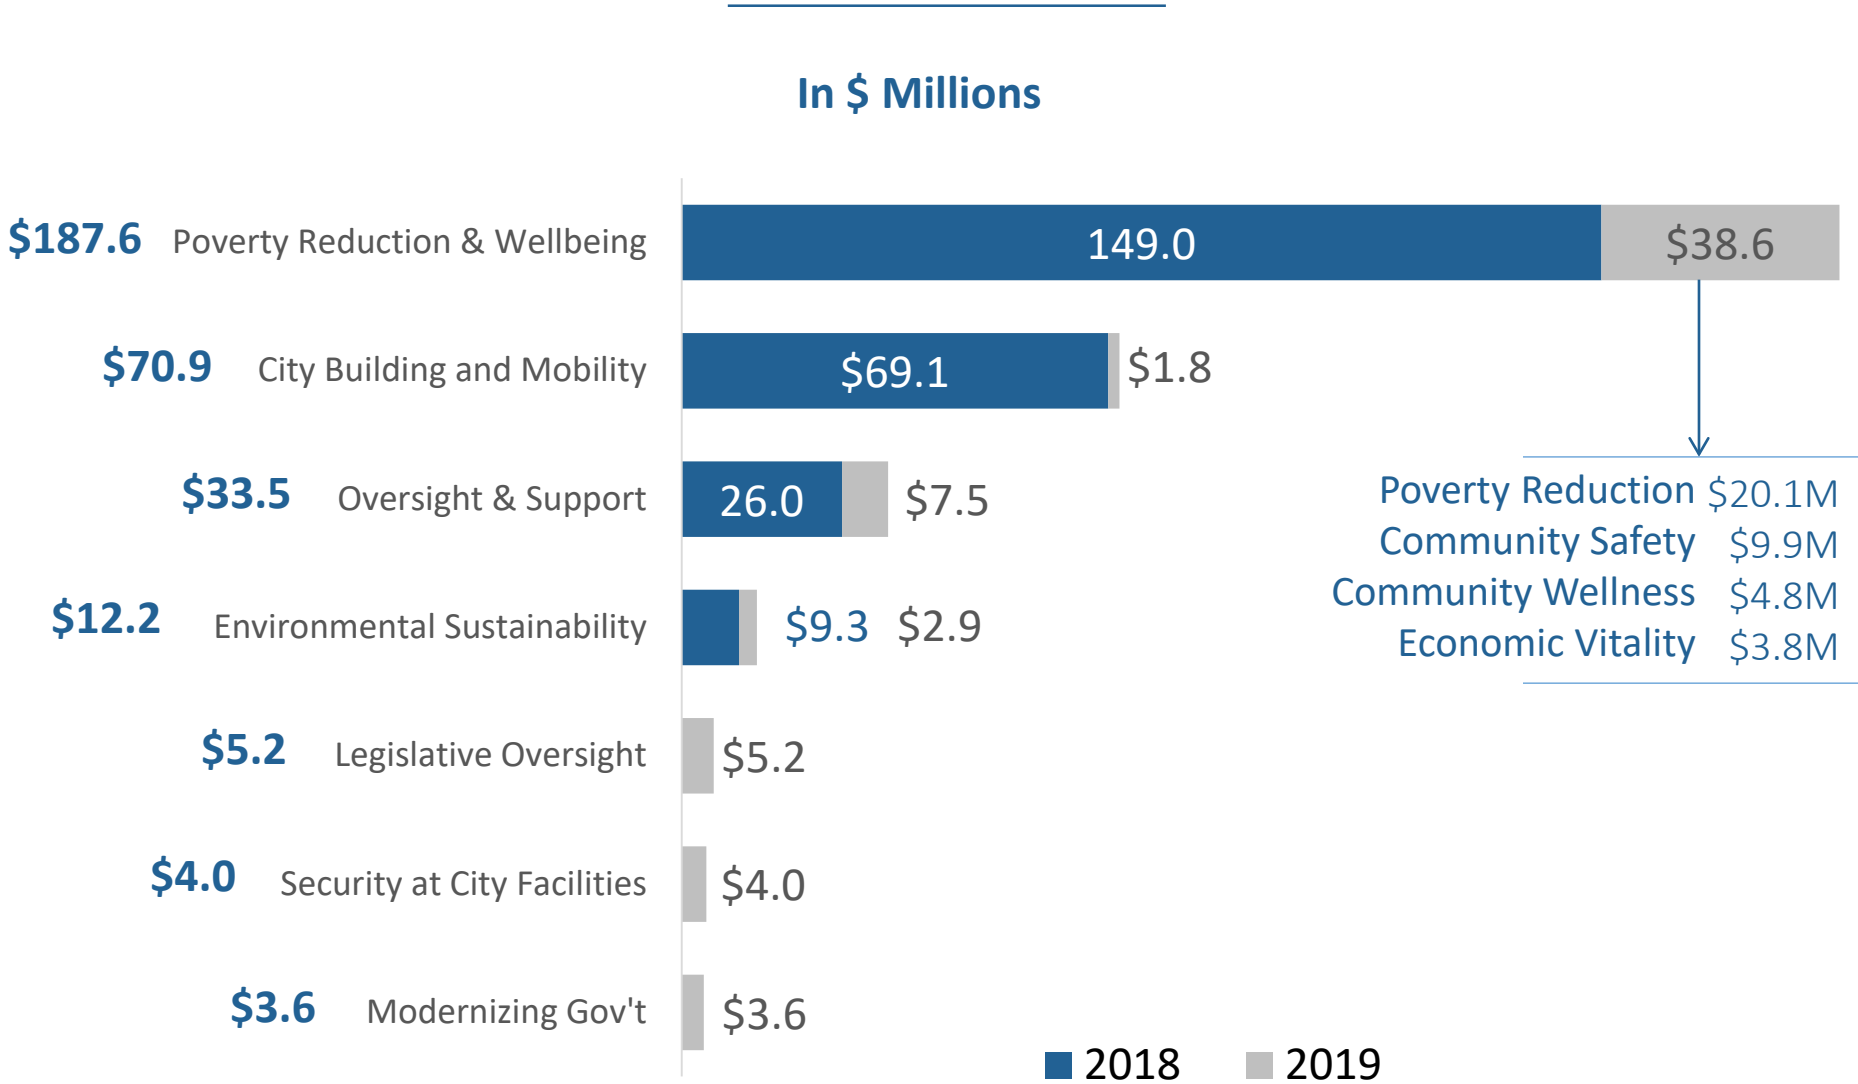 In $ Millions
$187.6 Poverty Reduction & Wellbeing 149.0 $38.6
$70.9 City Building and Mobility $69.1 $1.8
$33.5 Oversight & Support 26.0 $7.5
Poverty Reduction $20.1M
Community Safety $9.9M
Community Wellness $4.8M
Economic Vitality $3.8M
$12.2 Environmental Sustainability $9.3 $2.9
$5.2 Legislative Oversight $5.2
$4.0 Security at City Facilities $4.0
$3.6 Modernizing Gov't $3.6
2018 2019